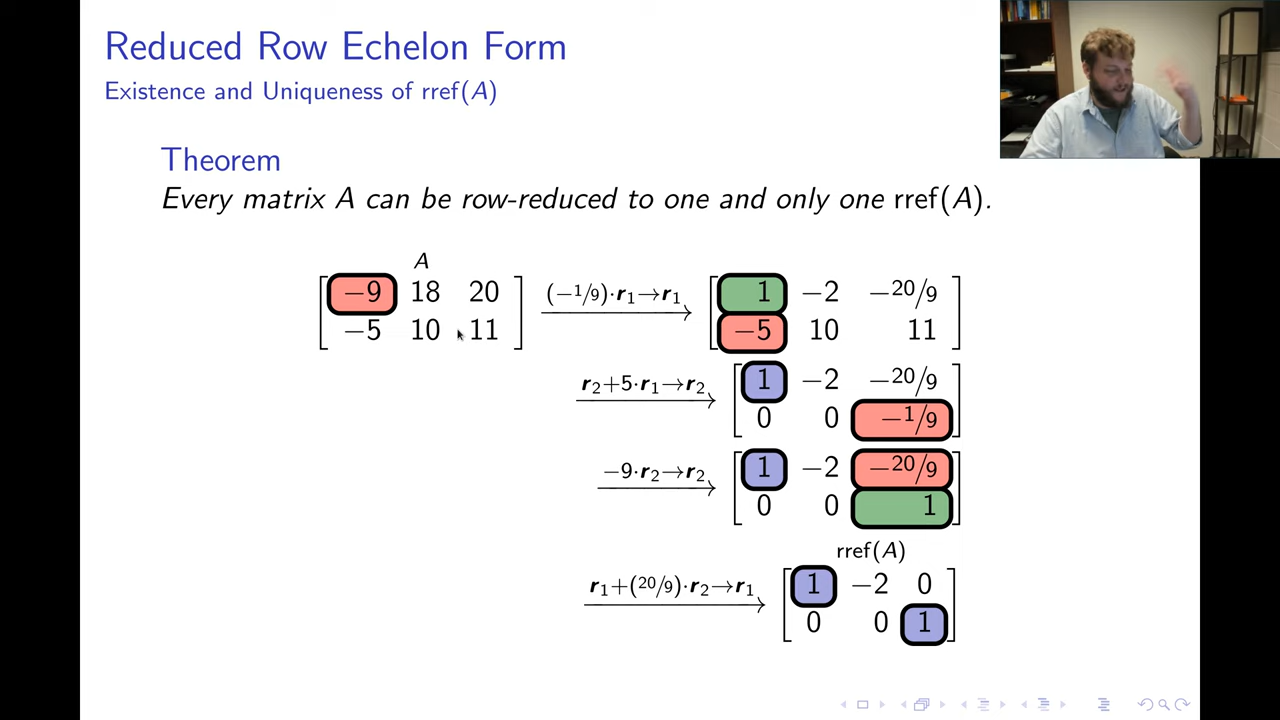 Reduced Row Echelon Form
Existence and Uniqueness of rref(A)
Theorem
Every matrix A can be row-reduced to one and only one rref(A).
A
−9 18 20
−5 10 11
(−1/9)·r₁→r₁
1 −2 −20/9
−5 10 11
r₂+5·r₁→r₂
1 −2 −20/9
0 0 −1/9
−9·r₂→r₂
1 −2 −20/9
0 0 1
rref(A)
r₁+(20/9)·r₂→r₁
1 −2 0
0 0 1